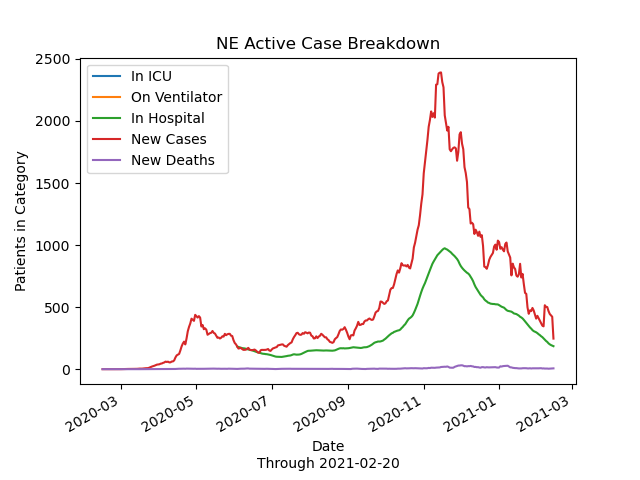 NE Active Case Breakdown
In ICU
On Ventilator
In Hospital
New Cases
New Deaths
Patients in Category
2500
2000
1500
1000
500
0
2020-03
2020-05
2020-07
2020-09
2020-11
2021-01
2021-03
Date
Through 2021-02-20